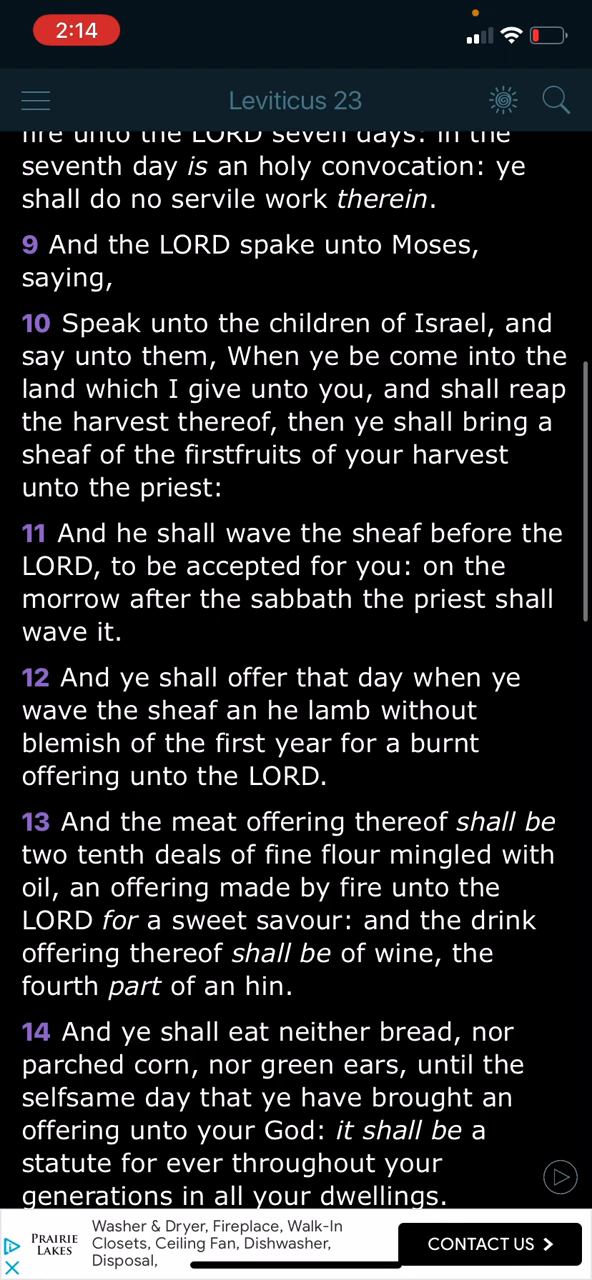 2:14
Leviticus 23
fire unto the LORD seven days: in the
seventh day is an holy convocation: ye
shall do no servile work therein.
9 And the LORD spake unto Moses,
saying,
10 Speak unto the children of Israel, and
say unto them, When ye be come into the
land which I give unto you, and shall reap
the harvest thereof, then ye shall bring a
sheaf of the firstfruits of your harvest
unto the priest:
11 And he shall wave the sheaf before the
LORD, to be accepted for you: on the
morrow after the sabbath the priest shall
wave it.
12 And ye shall offer that day when ye
wave the sheaf an he lamb without
blemish of the first year for a burnt
offering unto the LORD.
13 And the meat offering thereof shall be
two tenth deals of fine flour mingled with
oil, an offering made by fire unto the
LORD for a sweet savour: and the drink
offering thereof shall be of wine, the
fourth part of an hin.
14 And ye shall eat neither bread, nor
parched corn, nor green ears, until the
selfsame day that ye have brought an
offering unto your God: it shall be a
statute for ever throughout your
generations in all your dwellings.
PRAIRIE
LAKES
Washer & Dryer, Fireplace, Walk-In
Closets, Ceiling Fan, Dishwasher,
Disposal,
CONTACT US